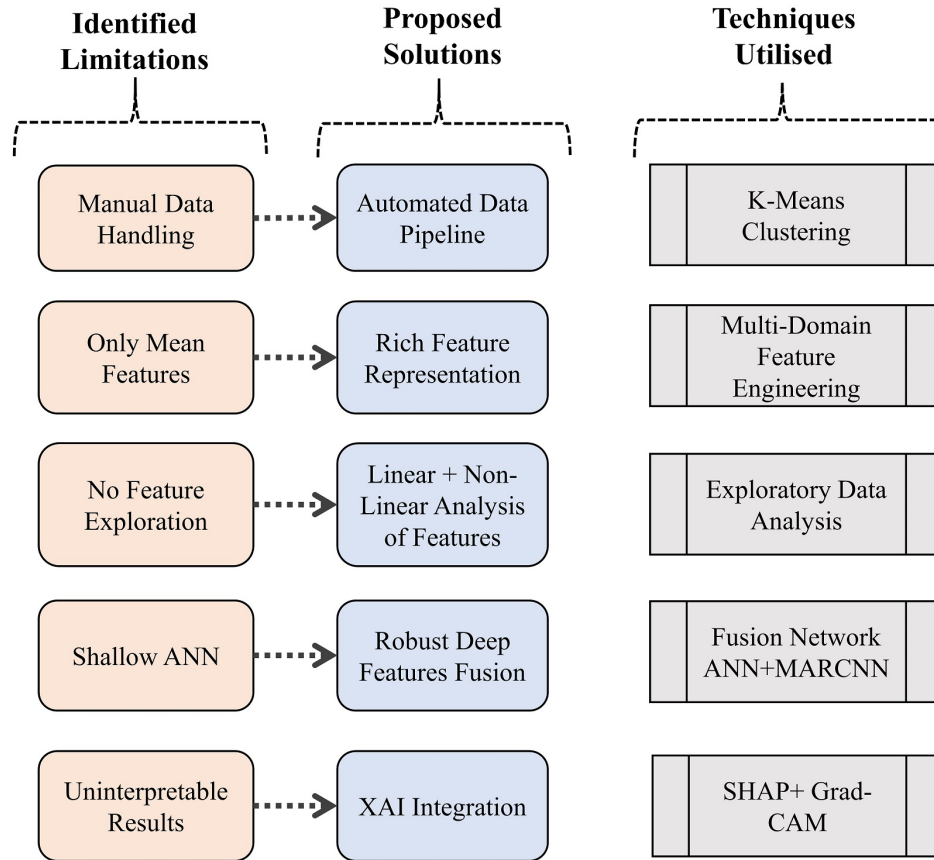 Identified
Limitations
Proposed
Solutions
Techniques
Utilised
Manual Data
Handling
Automated Data
Pipeline
K-Means
Clustering
Only Mean
Features
Rich Feature
Representation
Multi-Domain
Feature
Engineering
No Feature
Exploration
Linear + Non-
Linear Analysis
of Features
Exploratory Data
Analysis
Shallow ANN
Robust Deep
Features Fusion
Fusion Network
ANN+MARCNN
Uninterpretable
Results
XAI Integration
SHAP+ Grad-
CAM